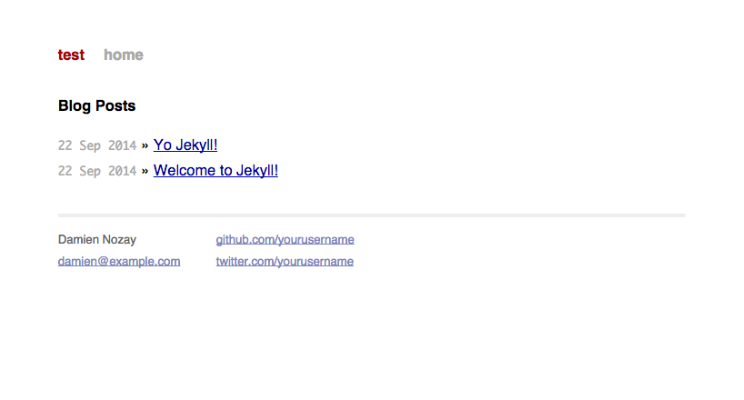 test home
Blog Posts
22 Sep 2014 » Yo Jekyll!
22 Sep 2014 » Welcome to Jekyll!
Damien Nozay github.com/yourusername
damien@example.com twitter.com/yourusername